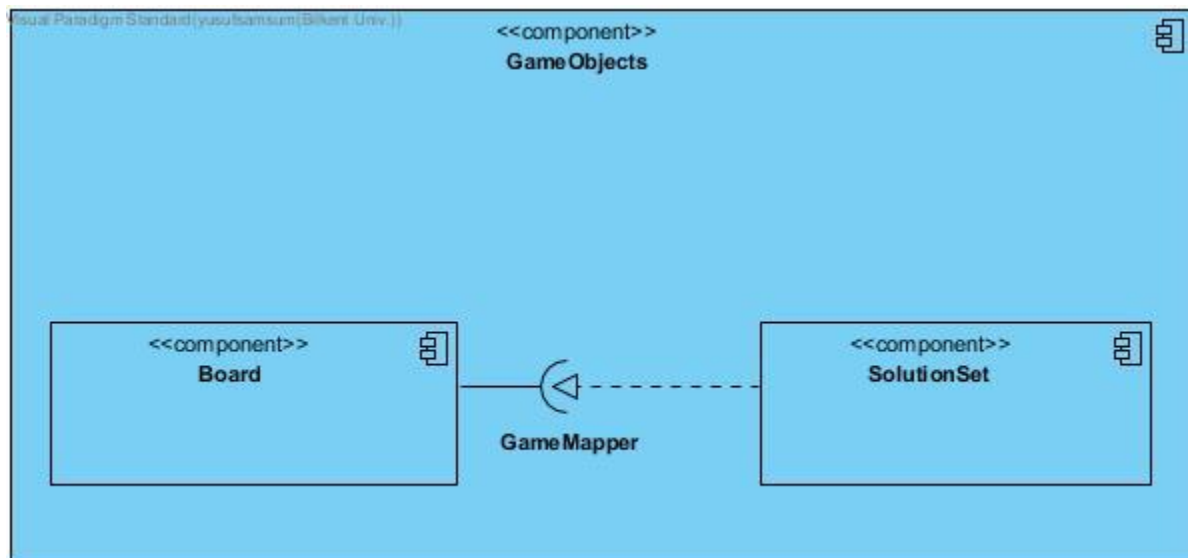 Visual Paradigm Standard(yusufsamsum(Bilkent Univ.))
<<component>>
GameObjects
<<component>>
Board
<<component>>
SolutionSet
GameMapper